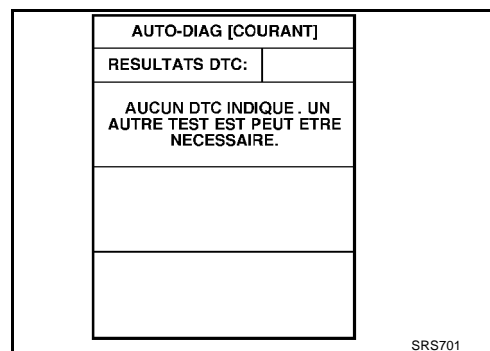 AUTO-DIAG [COURANT]
RESULTATS DTC:
AUCUN DTC INDIQUE . UN
AUTRE TEST EST PEUT ETRE
NECESSAIRE.
SRS701